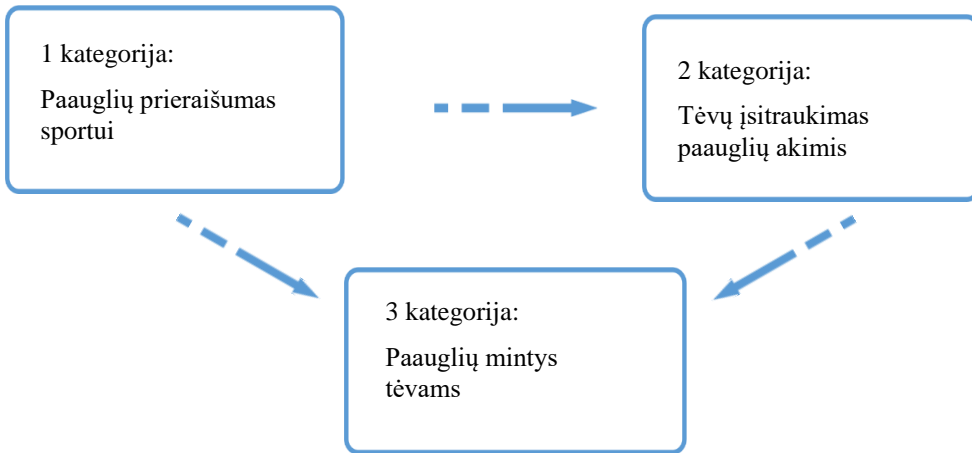 1 kategorija:
Paauglių prieraišumas
sportui
2 kategorija:
Tėvų įsitraukimas
paauglių akimis
3 kategorija:
Paauglių mintys
tėvams